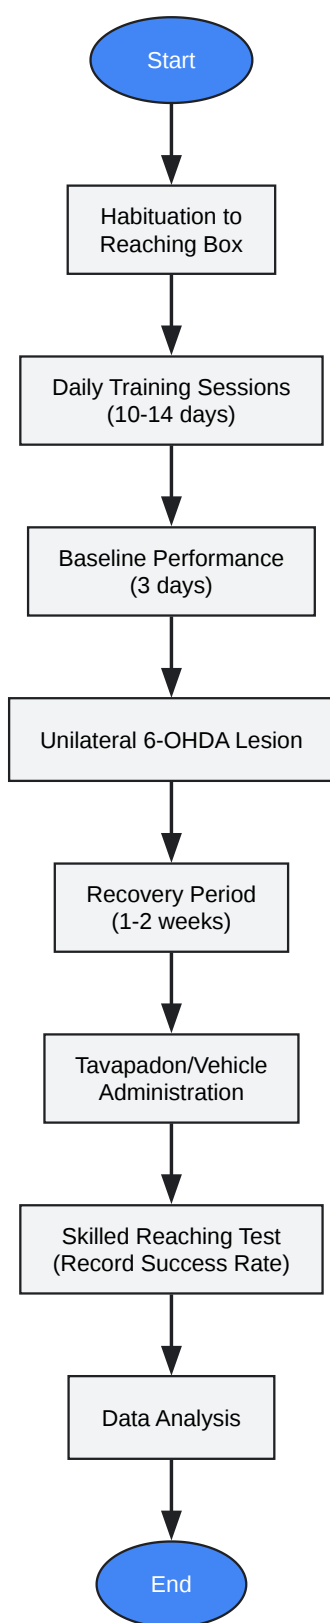 Start
Habituation to
Reaching Box
Daily Training Sessions
(10-14 days)
Baseline Performance
(3 days)
Unilateral 6-OHDA Lesion
Recovery Period
(1-2 weeks)
Tavapadon/Vehicle
Administration
Skilled Reaching Test
(Record Success Rate)
Data Analysis
End